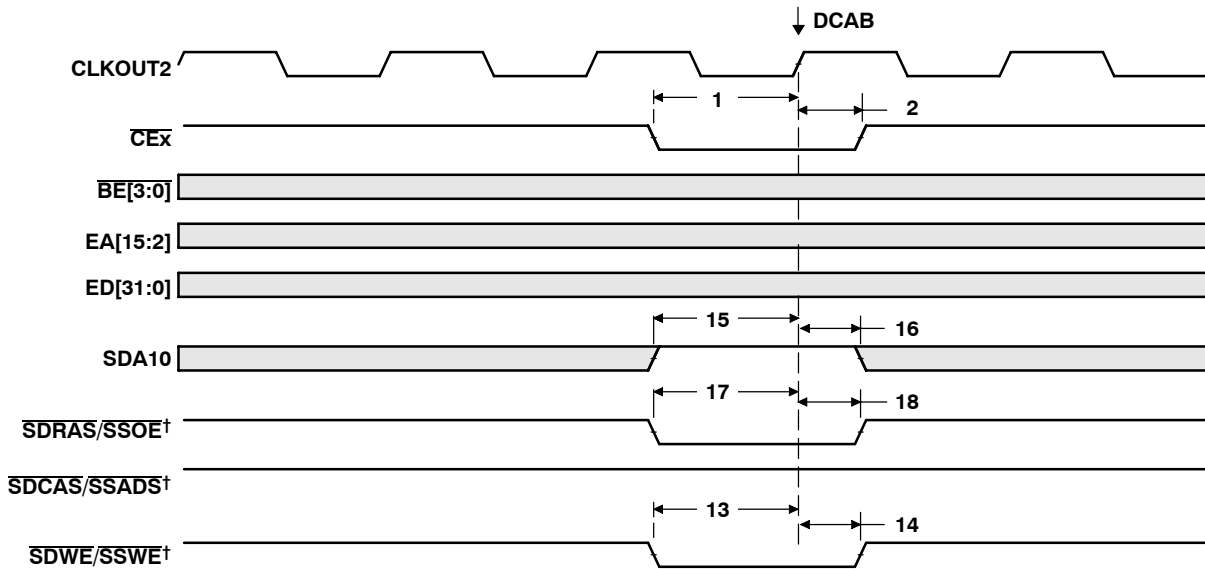 DCAB
CLKOUT2
1
2
CEx
BE[3:0]
EA[15:2]
ED[31:0]
15
16
SDA10
17
18
SDRAS/SSOE†
SDCAS/SSADS†
13
14
SDWE/SSWE†